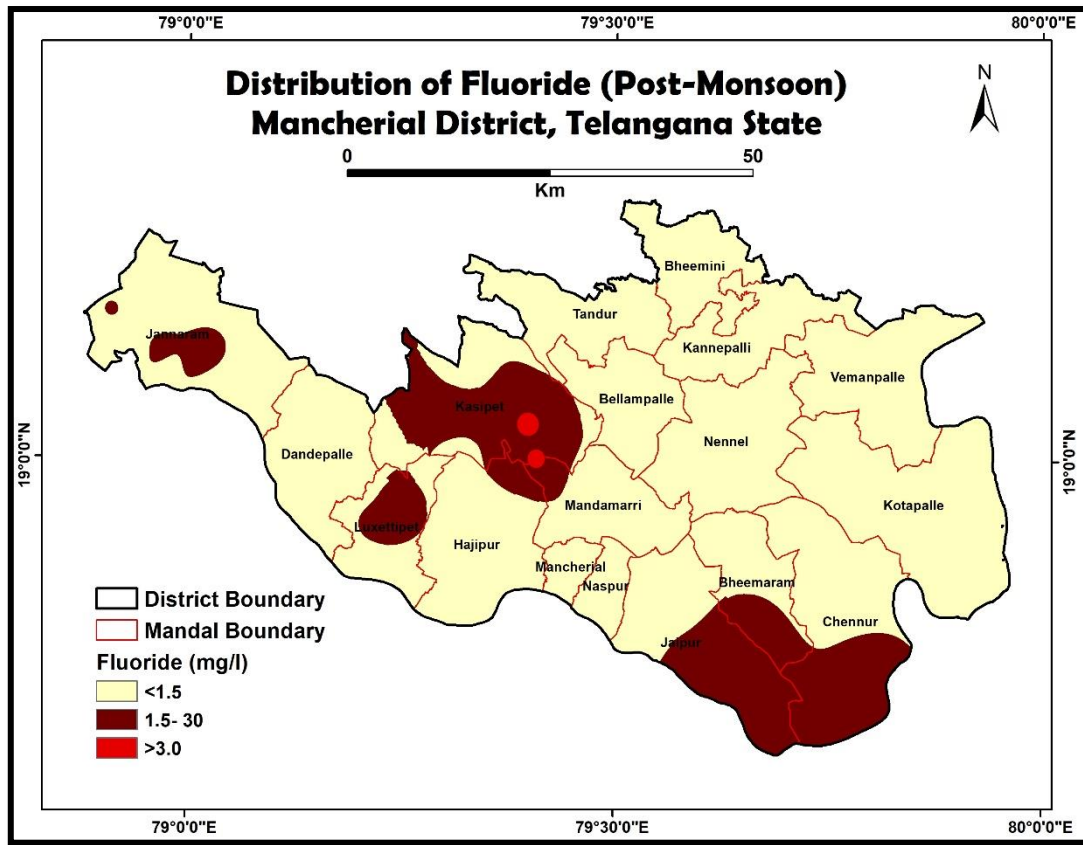 79°0'0"E
79°30'0"E
80°0'0"E
Distribution of Fluoride (Post-Monsoon)
Mancherial District, Telangana State
N
0
50
Km
Bheemini
Tandur
Jannaram
Kannepalli
Vemanpalle
Kasipet
Bellampalle
Nennel
Dandepalle
19°0'0"N
19°0'0"N
Mandamarri
Kotapalle
Luxettipet
Hajipur
Mancherial
Naspur
Bheemaram
Chennur
Jaipur
District Boundary
Mandal Boundary
Fluoride (mg/l)
<1.5
1.5- 30
>3.0
79°0'0"E
79°30'0"E
80°0'0"E